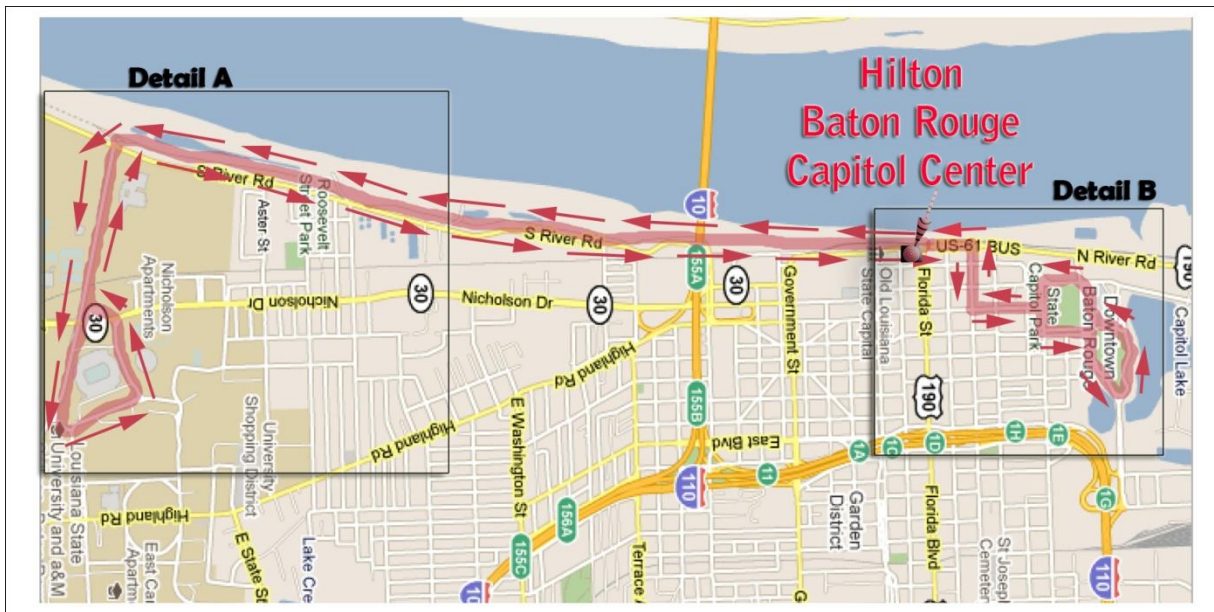 Detail A
Hilton
Baton Rouge
Capitol Center
Detail B
10
S River Rd
Roosevelt
Street Park
Aster St
S River Rd
155A
US-61 BUS
N River Rd
190
30
Nicholson Dr
30
Nicholson Dr
30
30
Nicholson
Apartments
Government St
Old Louisiana
State Capital
Florida St
State
Capitol Park
Downtown
Baton Rouge
Capitol Lake
Highland Rd
190
155B
East Blvd
1A
1C
1D
1H
1E
1G
110
11
Highland Rd
E Washington St
University
Shopping District
Louisiana State
University and a&M
Highland Rd
East Ca
Apartm
E State St
Lake Cre
155C
156A
10
Terrace A
G
Garden
District
Florida Blvd
St Joseph
Cemete
110